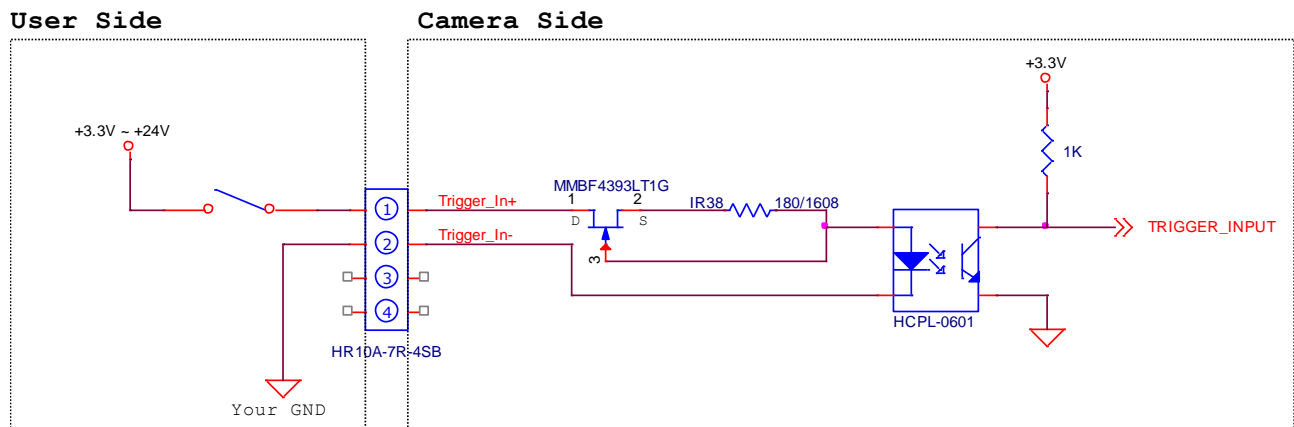 User Side
Camera Side
+3.3V
+3.3V ~ +24V
1K
MMBF4393LT1G
1
2
IR38
180/1608
Trigger_In+
D
S
1
TRIGGER_INPUT
Trigger_In-
2
3
3
4
HCPL-0601
HR10A-7R-4SB
Your GND